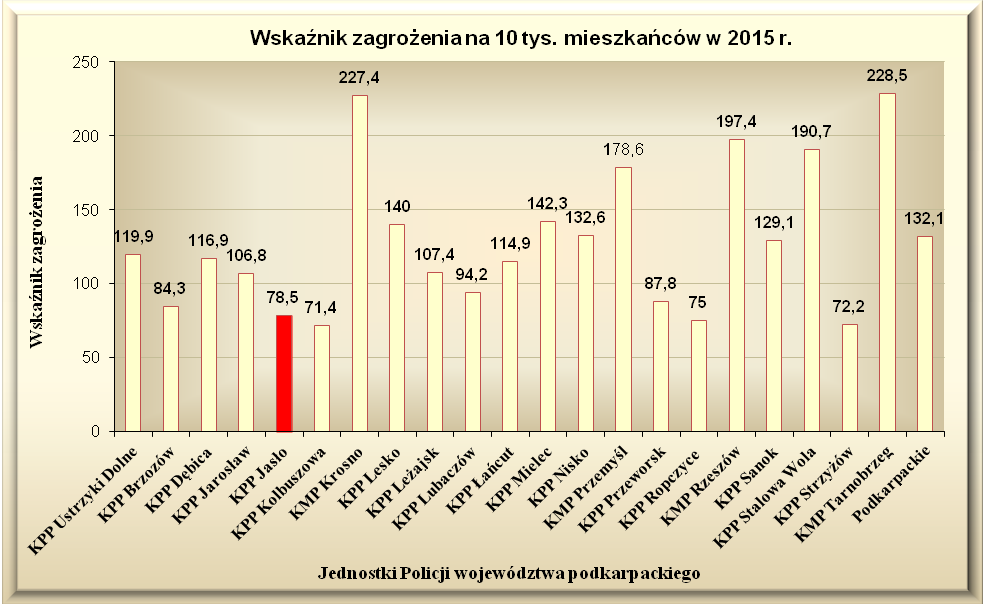 Wskaźnik zagrożenia na 10 tys. mieszkańców w 2015 r.
Wskaźnik zagrożenia
250
200
150
100
50
0
119,9
84,3
116,9
106,8
78,5
71,4
227,4
140
107,4
94,2
114,9
142,3
132,6
178,6
87,8
75
197,4
129,1
190,7
72,2
228,5
132,1
KPP Ustrzyki Dolne
KPP Brzozów
KPP Dębica
KPP Jarosław
KPP Jasło
KPP Kolbuszowa
KMP Krosno
KPP Lesko
KPP Leżajsk
KPP Lubaczów
KPP Łańcut
KPP Mielec
KPP Nisko
KMP Przemyśl
KPP Przeworsk
KPP Ropczyce
KMP Rzeszów
KPP Sanok
KPP Stalowa Wola
KPP Strzyżów
KMP Tarnobrzeg
Podkarpackie
Jednostki Policji województwa podkarpackiego